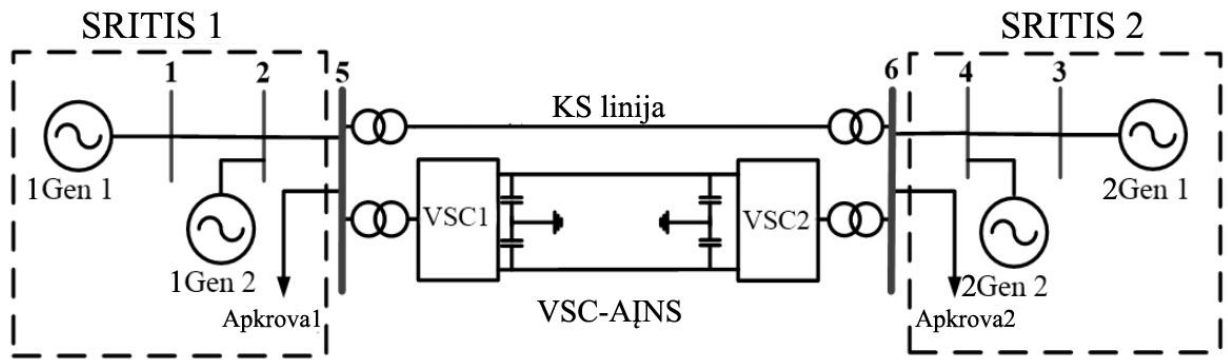 SRITIS 1
SRITIS 2
1
2
5
6
4
3
KS linija
1Gen 1
2Gen 1
VSC1
VSC2
1Gen 2
2Gen 2
VSC-AĮNS
Apkrova1
Apkrova2